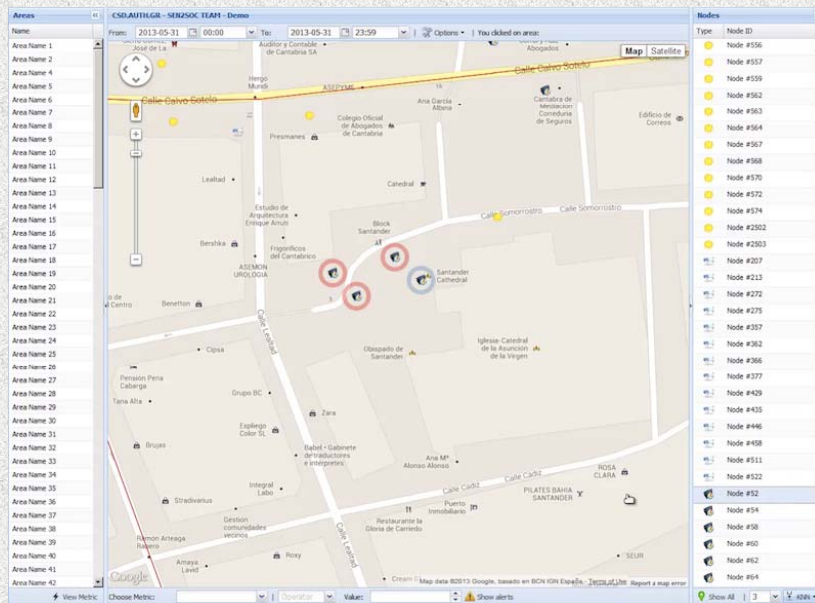 Areas
Name
Area Name 1
Area Name 2
Area Name 4
Area Name 5
Area Name 6
Area Name 7
Area Name 8
Area Name 9
Area Name 10
Area Name 11
Area Name 12
Area Name 13
Area Name 14
Area Name 15
Area Name 16
Area Name 17
Area Name 18
Area Name 19
Area Name 20
Area Name 21
Area Name 22
Area Name 23
Area Name 24
Area Name 25
Area Name 26
Area Name 27
Area Name 28
Area Name 29
Area Name 30
Area Name 31
Area Name 32
Area Name 33
Area Name 34
Area Name 35
Area Name 36
Area Name 37
Area Name 38
Area Name 39
Area Name 40
Area Name 41
Area Name 42
View Metric
CSD.AUTH.GR - SEN2SOC TEAM - Demo
From: 2013-05-31 00:00 To: 2013-05-31 23:59 Options You clicked on area:
Map Satellite
José de La
Auditor y Contable
de Cantabria SA
Abogados
Calle Calvo Sotelo
Hergó
Mundi
ASEPYME
Calle Calvo Sotelo
Ana García
Albina
Cantabra de
Mediacion
Correduria
de Seguros
Edificio de
Correos
Colegio Oficial
de Abogados
de Cantabria
Presmanes
Lealtad
Catedral
Estudio de
Arquitectura
Enrique
Calle Somorrostro
Calle Somorrostro
Block
Santander
Bershka
Frigoríficos
del Cantábrico
ASEMON
UROLOGIA
Santander
Cathedral
o de
l Centro
Benetton
Calle Lealtad
Cipsa
Obispado de
Santander
Iglesia-Catedral
de la Asunción
de la Virgen
Pensión Pena
Cabarga
Tana Alta
Grupo BC
Zara
Espliego
Color SL
Brujas
Babel - Gabinete
de traductores
e intérpretes
Ana Mª
Alonso Alonso
ROSA
CLARA
Integral
Labo
Calle Cadiz
Calle Cadiz
PILATES BAHIA
SANTANDER
Stradivarius
Puerto
Inmobiliario
Gestion
comunidades
vecinos
Restaurante la
Gloria de Carriedo
Ramon Arteaga
Rabero
Calle Lealtad
Amaya
Lavid
Roxy
SEUR
Google
Map data ©2013 Google, basado en BCN IGN España - Terms of Use Report a map error
Choose Metric: Operator Value: Show alerts
Nodes
Type Node ID
Node #556
Node #557
Node #559
Node #562
Node #563
Node #564
Node #567
Node #568
Node #570
Node #572
Node #574
Node #2502
Node #2503
Node #207
Node #213
Node #272
Node #275
Node #357
Node #362
Node #366
Node #377
Node #429
Node #435
Node #446
Node #458
Node #511
Node #522
Node #52
Node #54
Node #58
Node #60
Node #62
Node #64
Show All 3 KNN